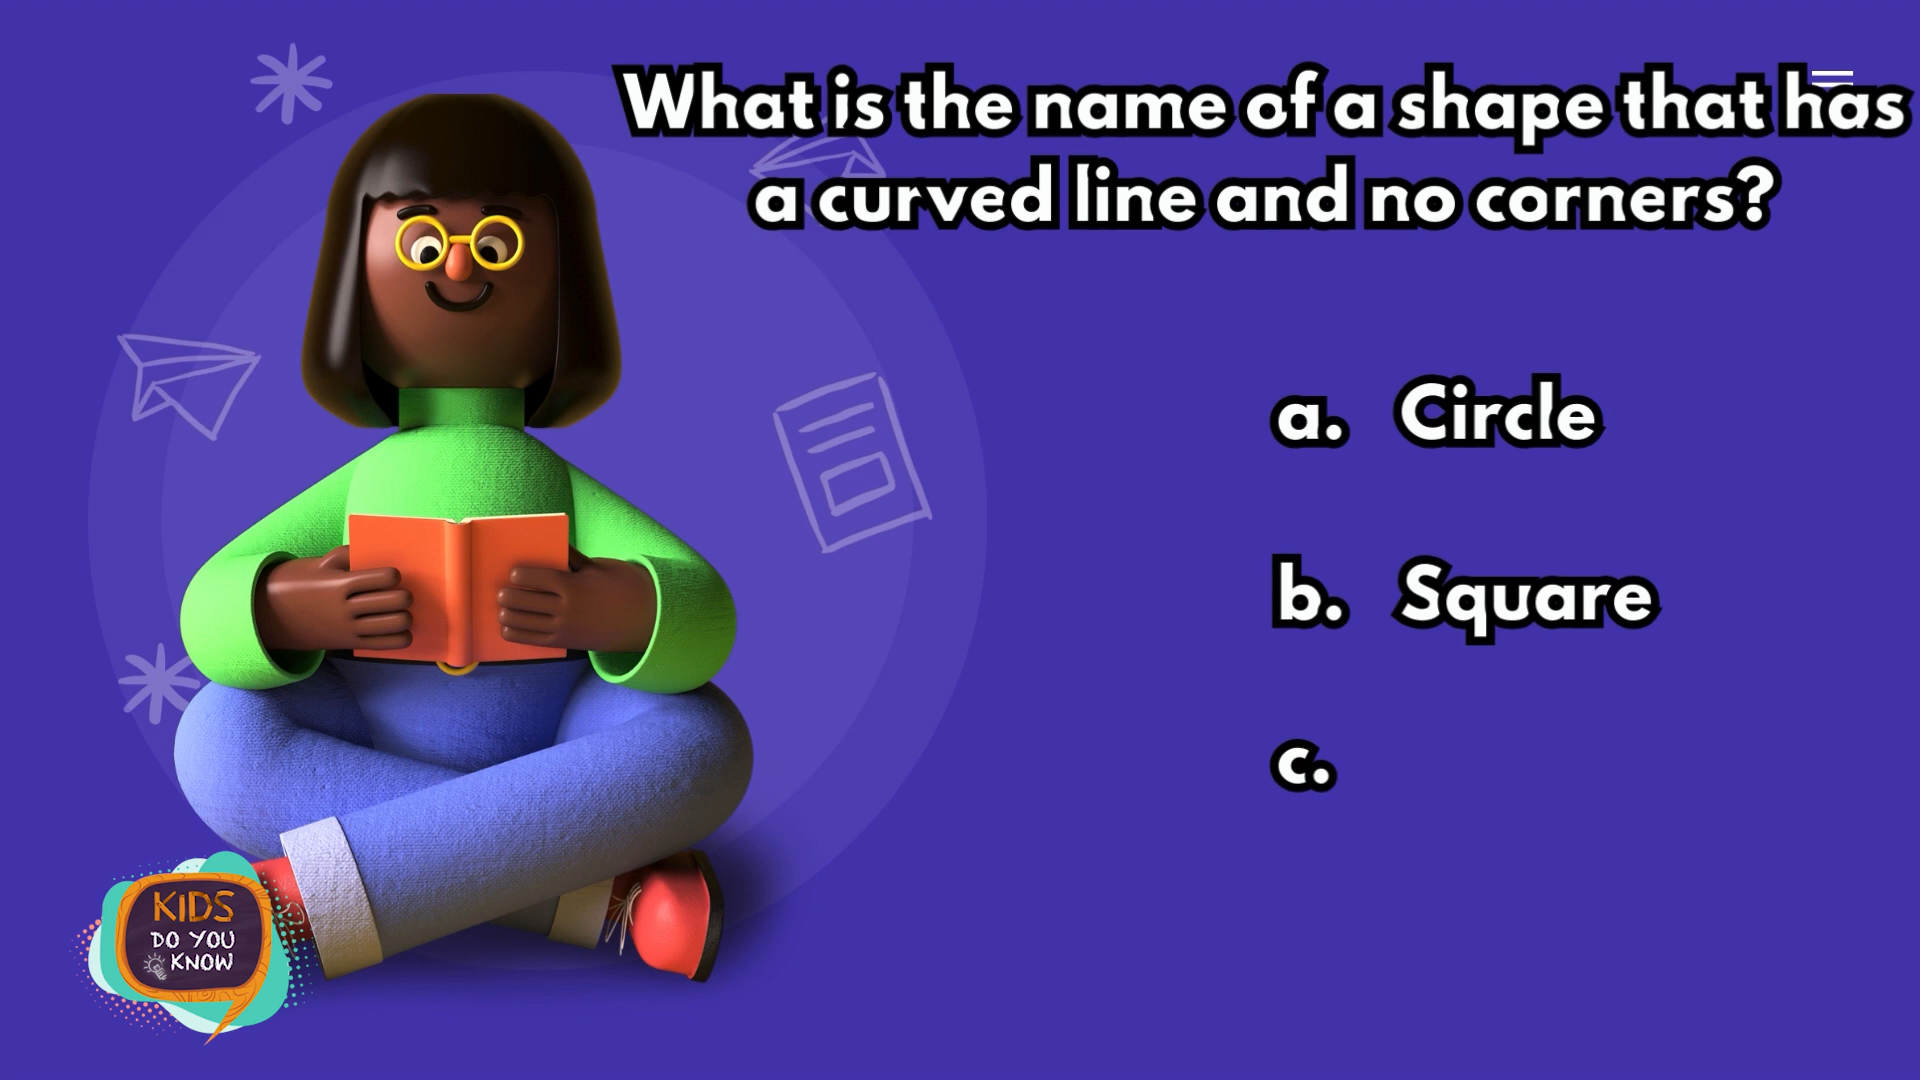 What is the name of a shape that has
a curved line and no corners?
a. Circle
b. Square
c.
KIDS
DO YOU
KNOW